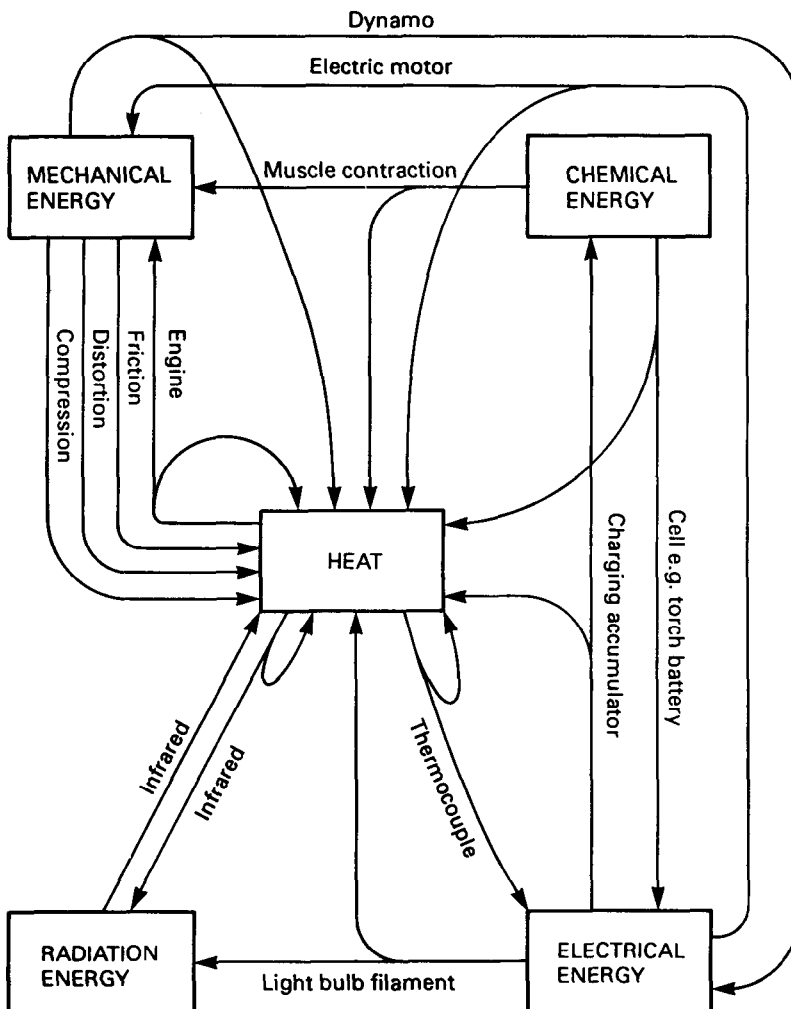 Dynamo
Electric motor
MECHANICAL
ENERGY
Muscle contraction
CHEMICAL
ENERGY
Compression
Distortion
Friction
Engine
HEAT
Charging accumulator
Cell e.g. torch battery
Infrared
Infrared
Thermocouple
RADIATION
ENERGY
Light bulb filament
ELECTRICAL
ENERGY